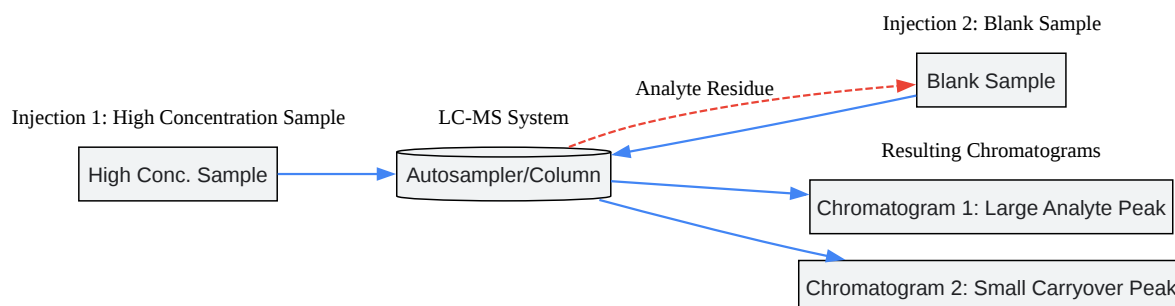 Injection 2: Blank Sample
Blank Sample
Analyte Residue
Injection 1: High Concentration Sample
LC-MS System
High Conc. Sample
Autosampler/Column
Resulting Chromatograms
Chromatogram 1: Large Analyte Peak
Chromatogram 2: Small Carryover Peak